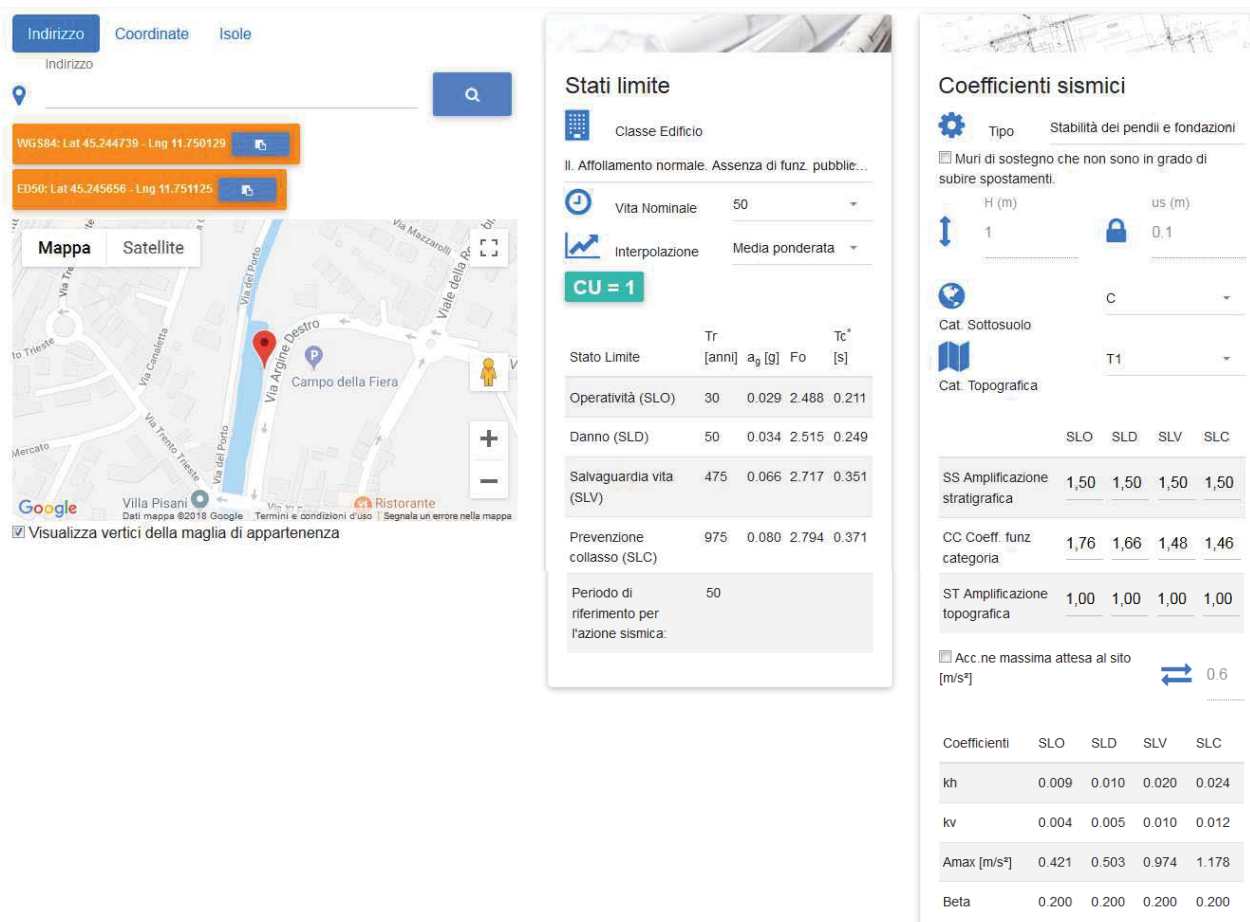 Indirizzo Coordinate Isole
Indirizzo
WGS84: Lat 45.244739 - Lng 11.750129
ED50: Lat 45.245656 - Lng 11.751125
Mappa Satellite
Via Mazzarolli
Viale della
Via Tre
Via del Porto
to Trieste
Via Canaletta
Via Argine Destro
P
Campo della Fiera
V
Via Trento Trieste
Mercato
Via del Porto
Google
Villa Pisani
Ristorante
Dati mappa ©2018 Google Termini e condizioni d'uso Segnala un errore nella mappa
Visualizza vertici della maglia di appartenenza
Stati limite
Classe Edificio
II. Affollamento normale. Assenza di funz. pubblic...
Vita Nominale 50
Interpolazione Media ponderata
CU = 1
Stato Limite Tr [anni] ag [g] Fo Tc* [s]
Operatività (SLO) 30 0.029 2.488 0.211
Danno (SLD) 50 0.034 2.515 0.249
Salvaguardia vita (SLV) 475 0.066 2.717 0.351
Prevenzione collasso (SLC) 975 0.080 2.794 0.371
Periodo di riferimento per l'azione sismica: 50
Coefficienti sismici
Tipo Stabilità dei pendii e fondazioni
Muri di sostegno che non sono in grado di
subire spostamenti.
H (m) us (m)
1 0.1
C
Cat. Sottosuolo
T1
Cat. Topografica
SLO SLD SLV SLC
SS Amplificazione stratigrafica 1,50 1,50 1,50 1,50
CC Coeff. funz categoria 1,76 1,66 1,48 1,46
ST Amplificazione topografica 1,00 1,00 1,00 1,00
Acc.ne massima attesa al sito
[m/s²] 0.6
Coefficienti SLO SLD SLV SLC
kh 0.009 0.010 0.020 0.024
kv 0.004 0.005 0.010 0.012
Amax [m/s²] 0.421 0.503 0.974 1.178
Beta 0.200 0.200 0.200 0.200